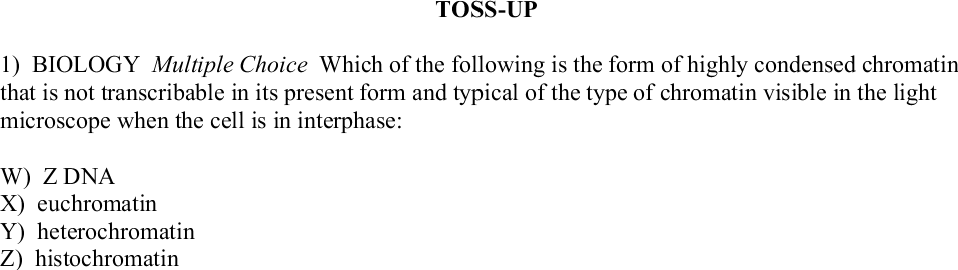 TOSS-UP
1) BIOLOGY Multiple Choice Which of the following is the form of highly condensed chromatin
that is not transcribable in its present form and typical of the type of chromatin visible in the light
microscope when the cell is in interphase:
W) Z DNA
X) euchromatin
Y) heterochromatin
Z) histochromatin